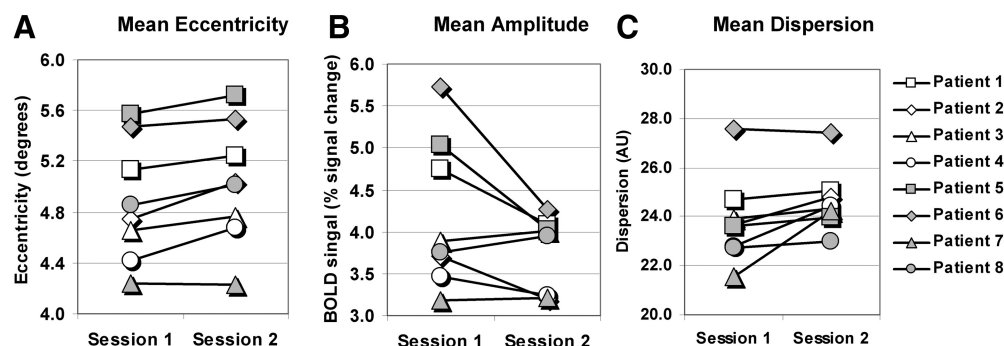 A
Mean Eccentricity
Eccentricity (degrees)
6.0
5.6
5.2
4.8
4.4
4.0
Session 1
Session 2
B
Mean Amplitude
BOLD singal (% signal change)
6.0
5.5
5.0
4.5
4.0
3.5
3.0
Session 1
Session 2
C
Mean Dispersion
Dispersion (AU)
30.0
28.0
26.0
24.0
22.0
20.0
Session 1
Session 2
Patient 1
Patient 2
Patient 3
Patient 4
Patient 5
Patient 6
Patient 7
Patient 8